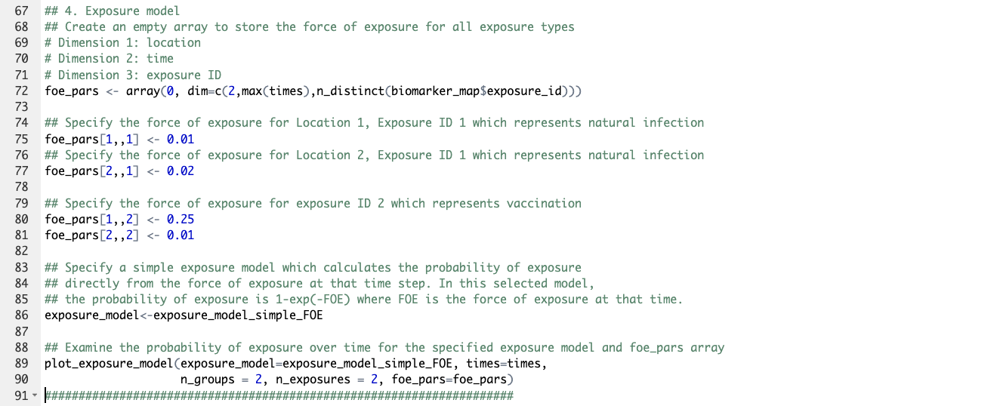 67 ## 4. Exposure model
68 ## Create an empty array to store the force of exposure for all exposure types
69 # Dimension 1: location
70 # Dimension 2: time
71 # Dimension 3: exposure ID
72 foe_pars <- array(0, dim=c(2,max(times),n_distinct(biomarker_map$exposure_id)))
73
74 ## Specify the force of exposure for Location 1, Exposure ID 1 which represents natural infection
75 foe_pars[1,,1] <- 0.01
76 ## Specify the force of exposure for Location 2, Exposure ID 1 which represents natural infection
77 foe_pars[2,,1] <- 0.02
78
79 ## Specify the force of exposure for exposure ID 2 which represents vaccination
80 foe_pars[1,,2] <- 0.25
81 foe_pars[2,,2] <- 0.01
82
83 ## Specify a simple exposure model which calculates the probability of exposure
84 ## directly from the force of exposure at that time step. In this selected model,
85 ## the probability of exposure is 1-exp(-FOE) where FOE is the force of exposure at that time.
86 exposure_model<-exposure_model_simple_FOE
87
88 ## Examine the probability of exposure over time for the specified exposure model and foe_pars array
89 plot_exposure_model(exposure_model=exposure_model_simple_FOE, times=times,
90                     n_groups = 2, n_exposures = 2, foe_pars=foe_pars)
91 #####################################################################